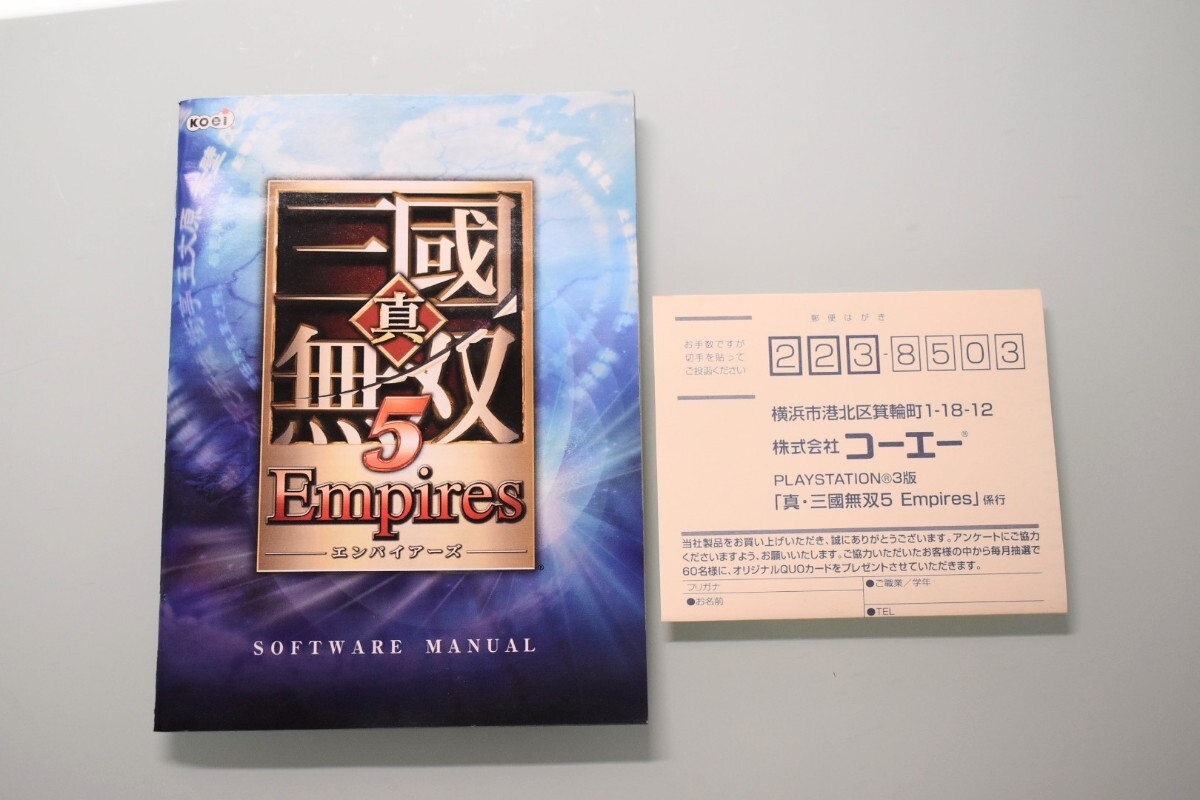 KOEI
三國
真
無双
5
Empires
エンパイアーズ
SOFTWARE MANUAL
郵便はがき
お手数ですが
切手を貼って
ご投函ください
223-8503
横浜市港北区箕輪町1-18-12
株式会社 コーエー®
PLAYSTATION®3版
「真・三國無双5 Empires」係行
当社製品をお買い上げいただき、誠にありがとうございます。アンケートにご協力
くださいますよう、お願いいたします。ご協力いただいたお客様の中から毎月抽選で
60名様に、オリジナルQUOカードをプレゼントさせていただきます。
フリガナ
●お名前
●ご職業/学年
●TEL